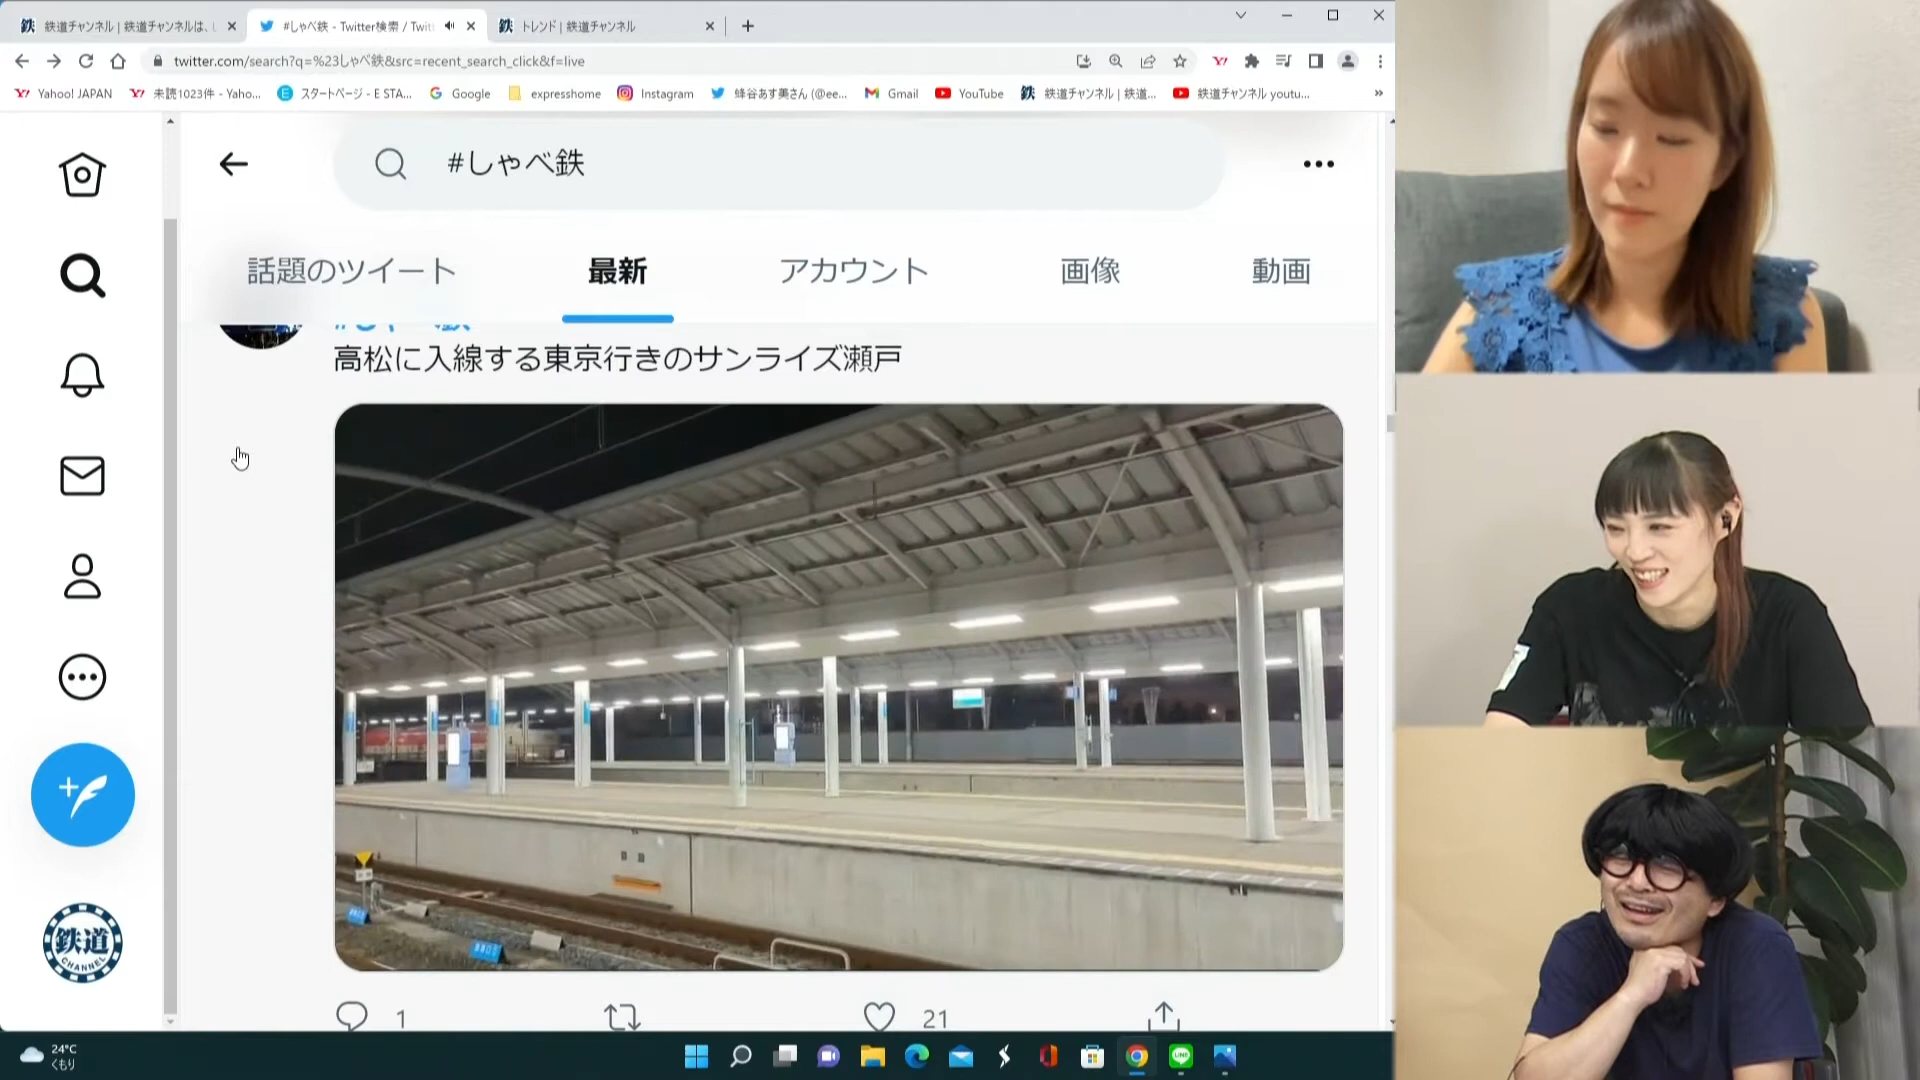 鉄道チャンネル | 鉄道チャンネルは、
#しゃべ鉄 - Twitter検索 / Twit
トレンド | 鉄道チャンネル
twitter.com/search?q=%23しゃべ鉄&src=recent_search_click&f=live
Yahoo! JAPAN
未読1023件 - Yaho...
スタートページ - E STA...
Google
expresshome
Instagram
蜂谷あす美さん (@ee...
Gmail
YouTube
鉄道チャンネル | 鉄道...
鉄道チャンネル youtu...
#しゃべ鉄
話題のツイート
最新
アカウント
画像
動画
#しゃべ鉄
高松に入線する東京行きのサンライズ瀬戸
1
21
鉄道
CHANNEL
24°C
くもり